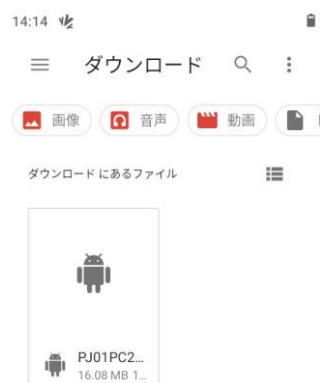 14:14
ダウンロード
画像 音声 動画
ダウンロード にあるファイル
PJ01PC2...
16.08 MB 1...